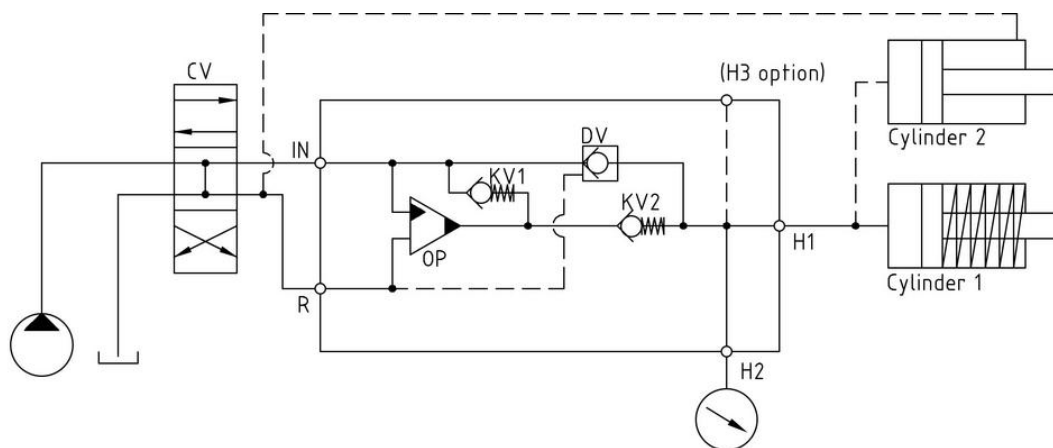 CV
(H3 option)
IN
DV
KV1
KV2
OP
R
H1
H2
Cylinder 2
Cylinder 1